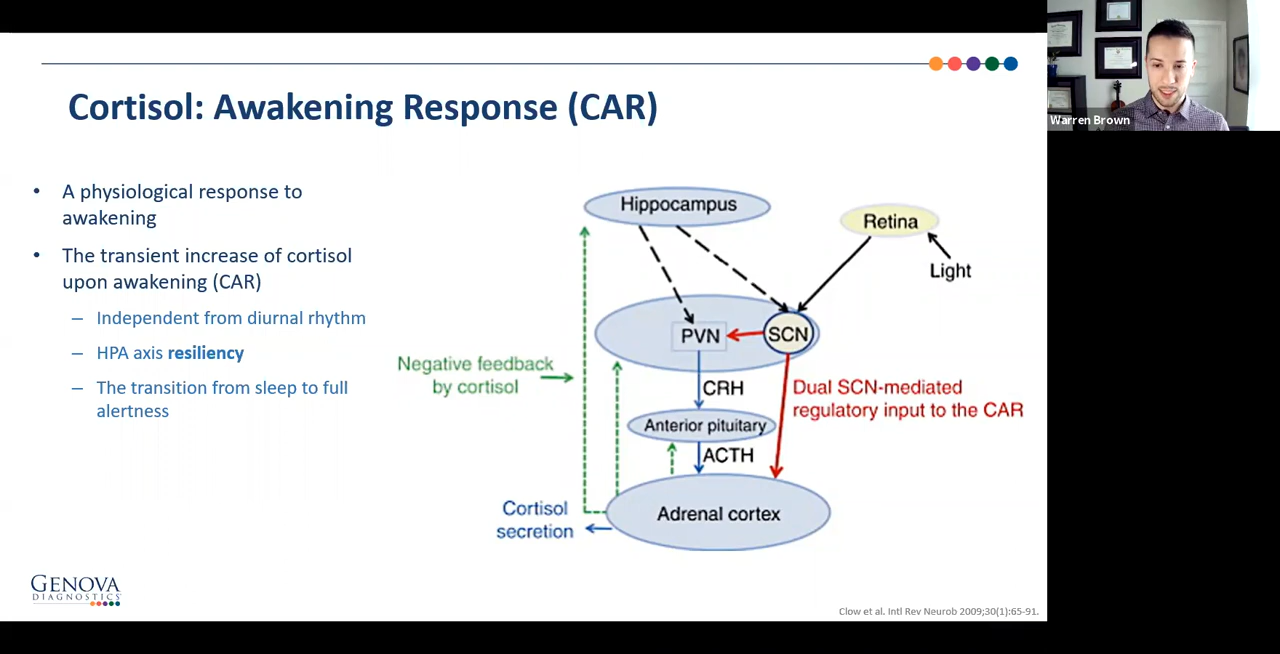 Cortisol: Awakening Response (CAR)
Warren Brown
• A physiological response to
awakening
• The transient increase of cortisol
upon awakening (CAR)
– Independent from diurnal rhythm
– HPA axis resiliency
– The transition from sleep to full
alertness
Hippocampus
Retina
Light
PVN
SCN
Negative feedback
by cortisol
CRH
Dual SCN-mediated
regulatory input to the CAR
Anterior pituitary
ACTH
Cortisol
secretion
Adrenal cortex
GENOVA
DIAGNOSTICS
Clow et al. Intl Rev Neurob 2009;30(1):65-91.